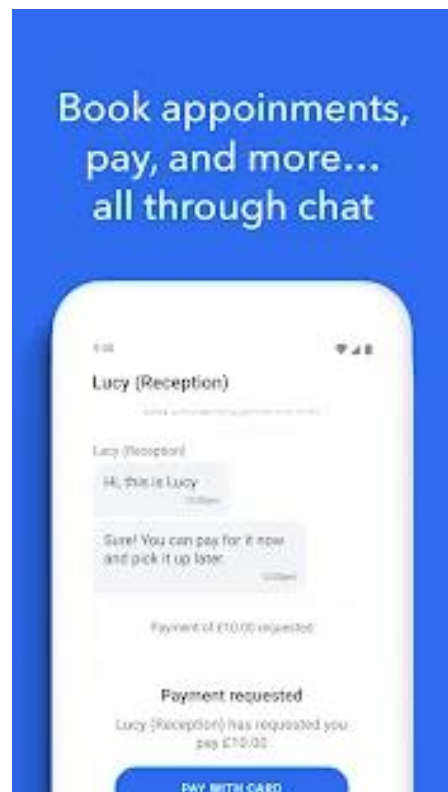 Book appoinments,
pay, and more...
all through chat
Lucy (Reception)
Lucy (Reception)
Hi, this is Lucy
Sure! You can pay for it now
and pick it up later.
Payment of £10.00 requested
Payment requested
Lucy (Reception) has requested you
pay £10.00
PAY WITH CARD